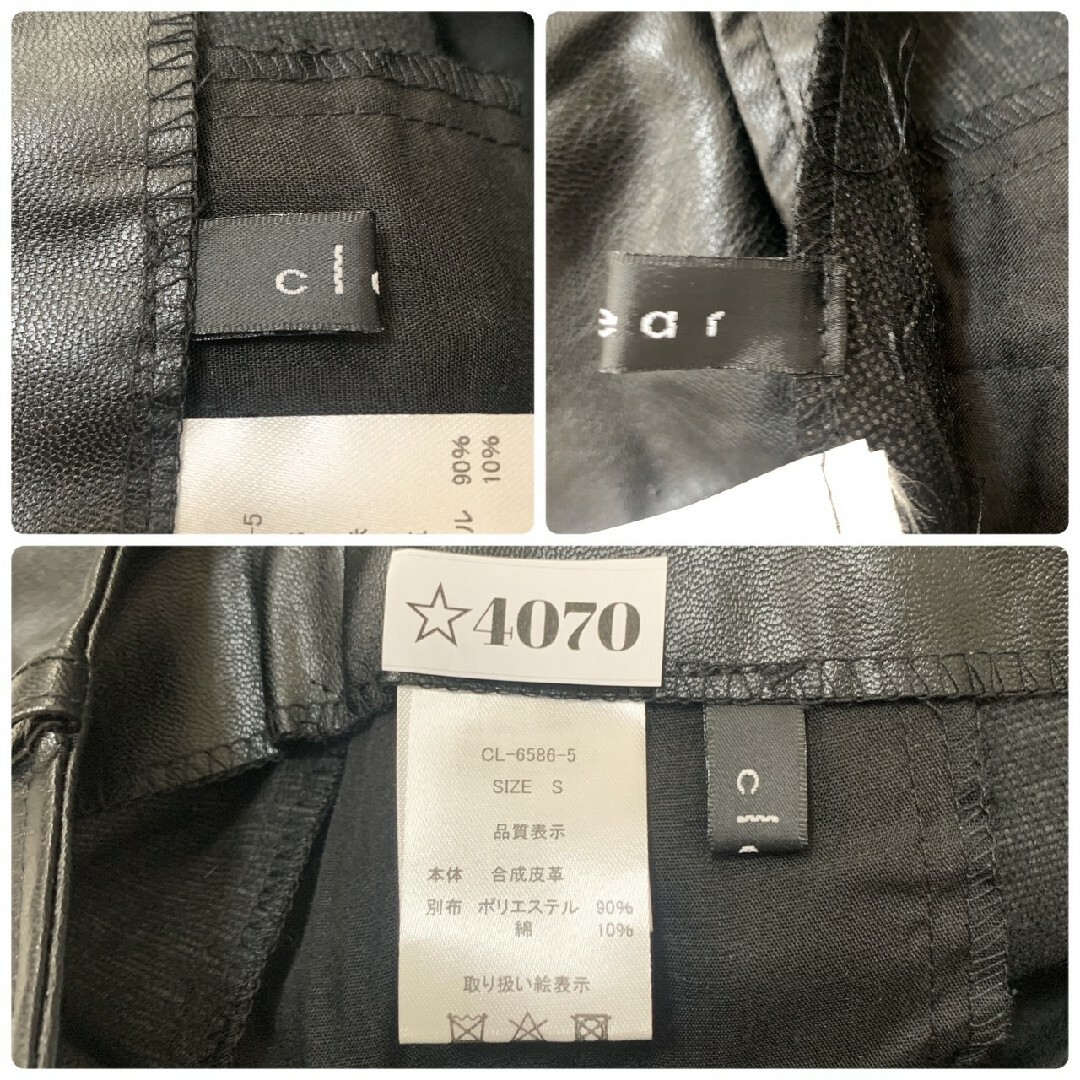 cl
ear
90%
10%
ル
-5
☆4070
CL-6586-5
SIZE S
品質表示
本体 合成皮革
別布 ポリエステル 90%
綿 10%
取り扱い絵表示
cl